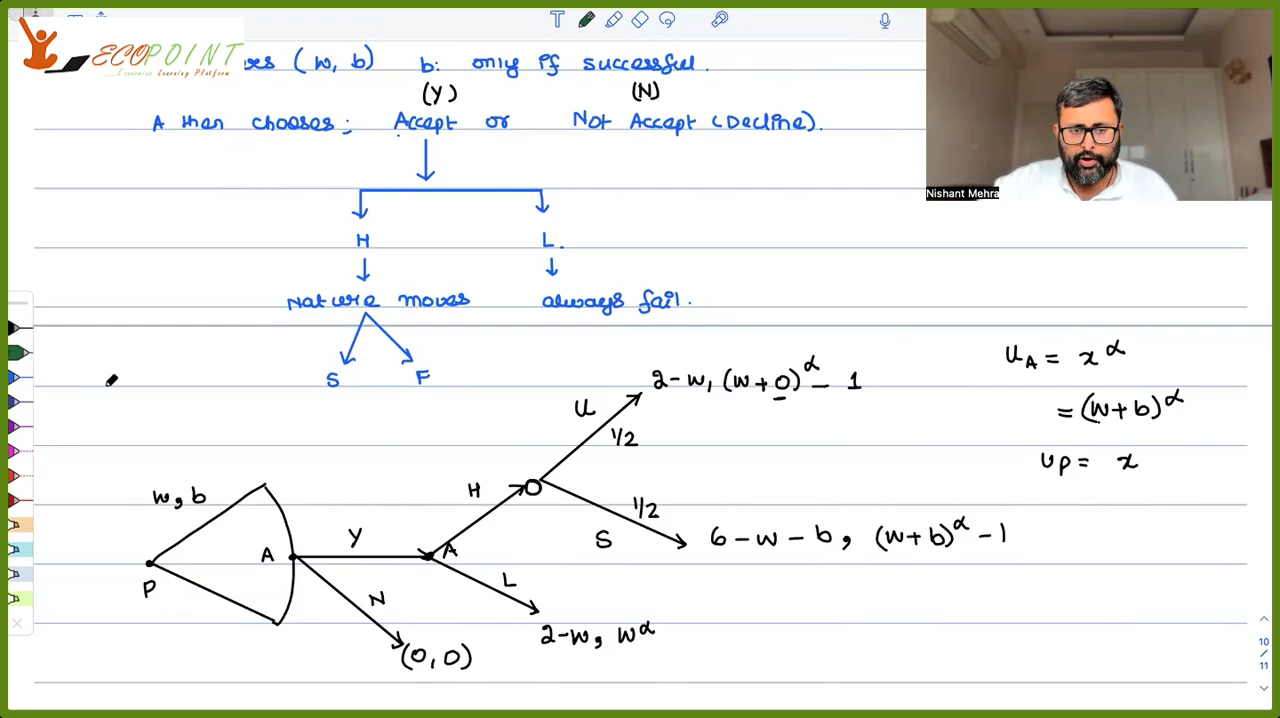 ECOPOINT
Economics Learning Platform
(w, b) b: only if successful.
(Y) (N)
A then chooses: Accept or Not Accept (Decline).
H L.
Nature moves always fail.
S F
Nishant Mehra
U_A = x^α
= (w+b)^α
U_P = x
2-w, (w+0)^α - 1
U
1/2
w, b
H
1/2
S
6-w-b, (w+b)^α - 1
P
A
Y
A
N
L
2-w, w^α
(0, 0)
10
/
11